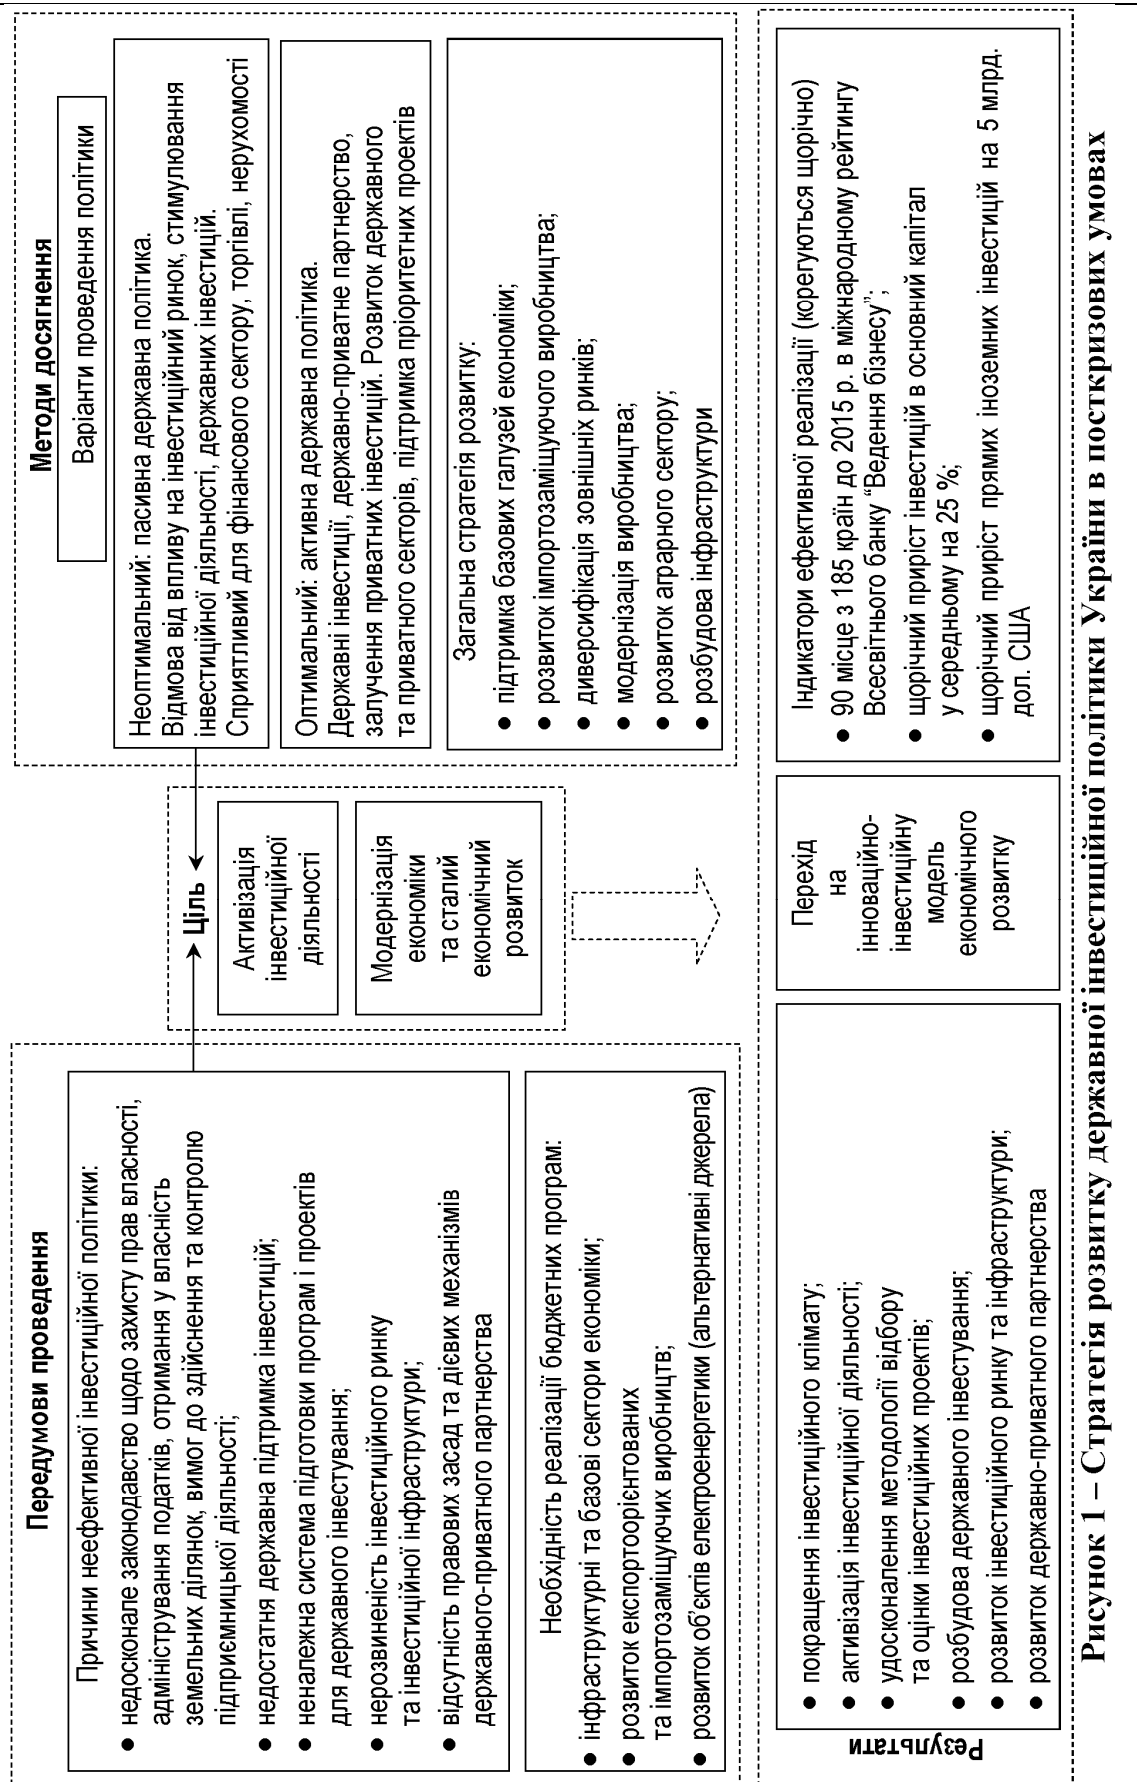 Передумови проведення
Причини неефективної інвестиційної політики:
● недосконале законодавство щодо захисту прав власності,
адміністрування податків, отримання у власність
земельних ділянок, вимог до здійснення та контролю
підприємницької діяльності;
● недостатня державна підтримка інвестицій;
● неналежна система підготовки програм і проектів
для державного інвестування;
● нерозвиненість інвестиційного ринку
та інвестиційної інфраструктури;
● відсутність правових засад та дієвих механізмів
державного-приватного партнерства
Необхідність реалізації бюджетних програм:
● інфраструктурні та базові сектори економіки;
● розвиток експортоорієнтованих
та імпортозаміщуючих виробництв;
● розвиток об’єктів електроенергетики (альтернативні джерела)
Ціль
Активізація
інвестиційної
діяльності
Модернізація
економіки
та сталий
економічний
розвиток
Методи досягнення
Варіанти проведення політики
Неоптимальний: пасивна державна політика.
Відмова від впливу на інвестиційний ринок, стимулювання
інвестиційної діяльності, державних інвестицій.
Сприятливий для фінансового сектору, торгівлі, нерухомості
Оптимальний: активна державна політика.
Державні інвестиції, державно-приватне партнерство,
залучення приватних інвестицій. Розвиток державного
та приватного секторів, підтримка пріоритетних проектів
Загальна стратегія розвитку:
● підтримка базових галузей економіки;
● розвиток імпортозаміщуючого виробництва;
● диверсифікація зовнішніх ринків;
● модернізація виробництва;
● розвиток аграрного сектору;
● розбудова інфраструктури
Результати
● покращення інвестиційного клімату;
● активізація інвестиційної діяльності;
● удосконалення методології відбору
та оцінки інвестиційних проектів;
● розбудова державного інвестування;
● розвиток інвестиційного ринку та інфраструктури;
● розвиток державно-приватного партнерства
Перехід
на
інноваційно-
інвестиційну
модель
економічного
розвитку
Індикатори ефективної реалізації (корегуються щорічно)
● 90 місце з 185 країн до 2015 р. в міжнародному рейтингу
Всесвітнього банку “Ведення бізнесу”;
● щорічний приріст інвестицій в основний капітал
у середньому на 25 %;
● щорічний приріст прямих іноземних інвестицій на 5 млрд.
дол. США
Рисунок 1 – Стратегія розвитку державної інвестиційної політики України в посткризових умовах